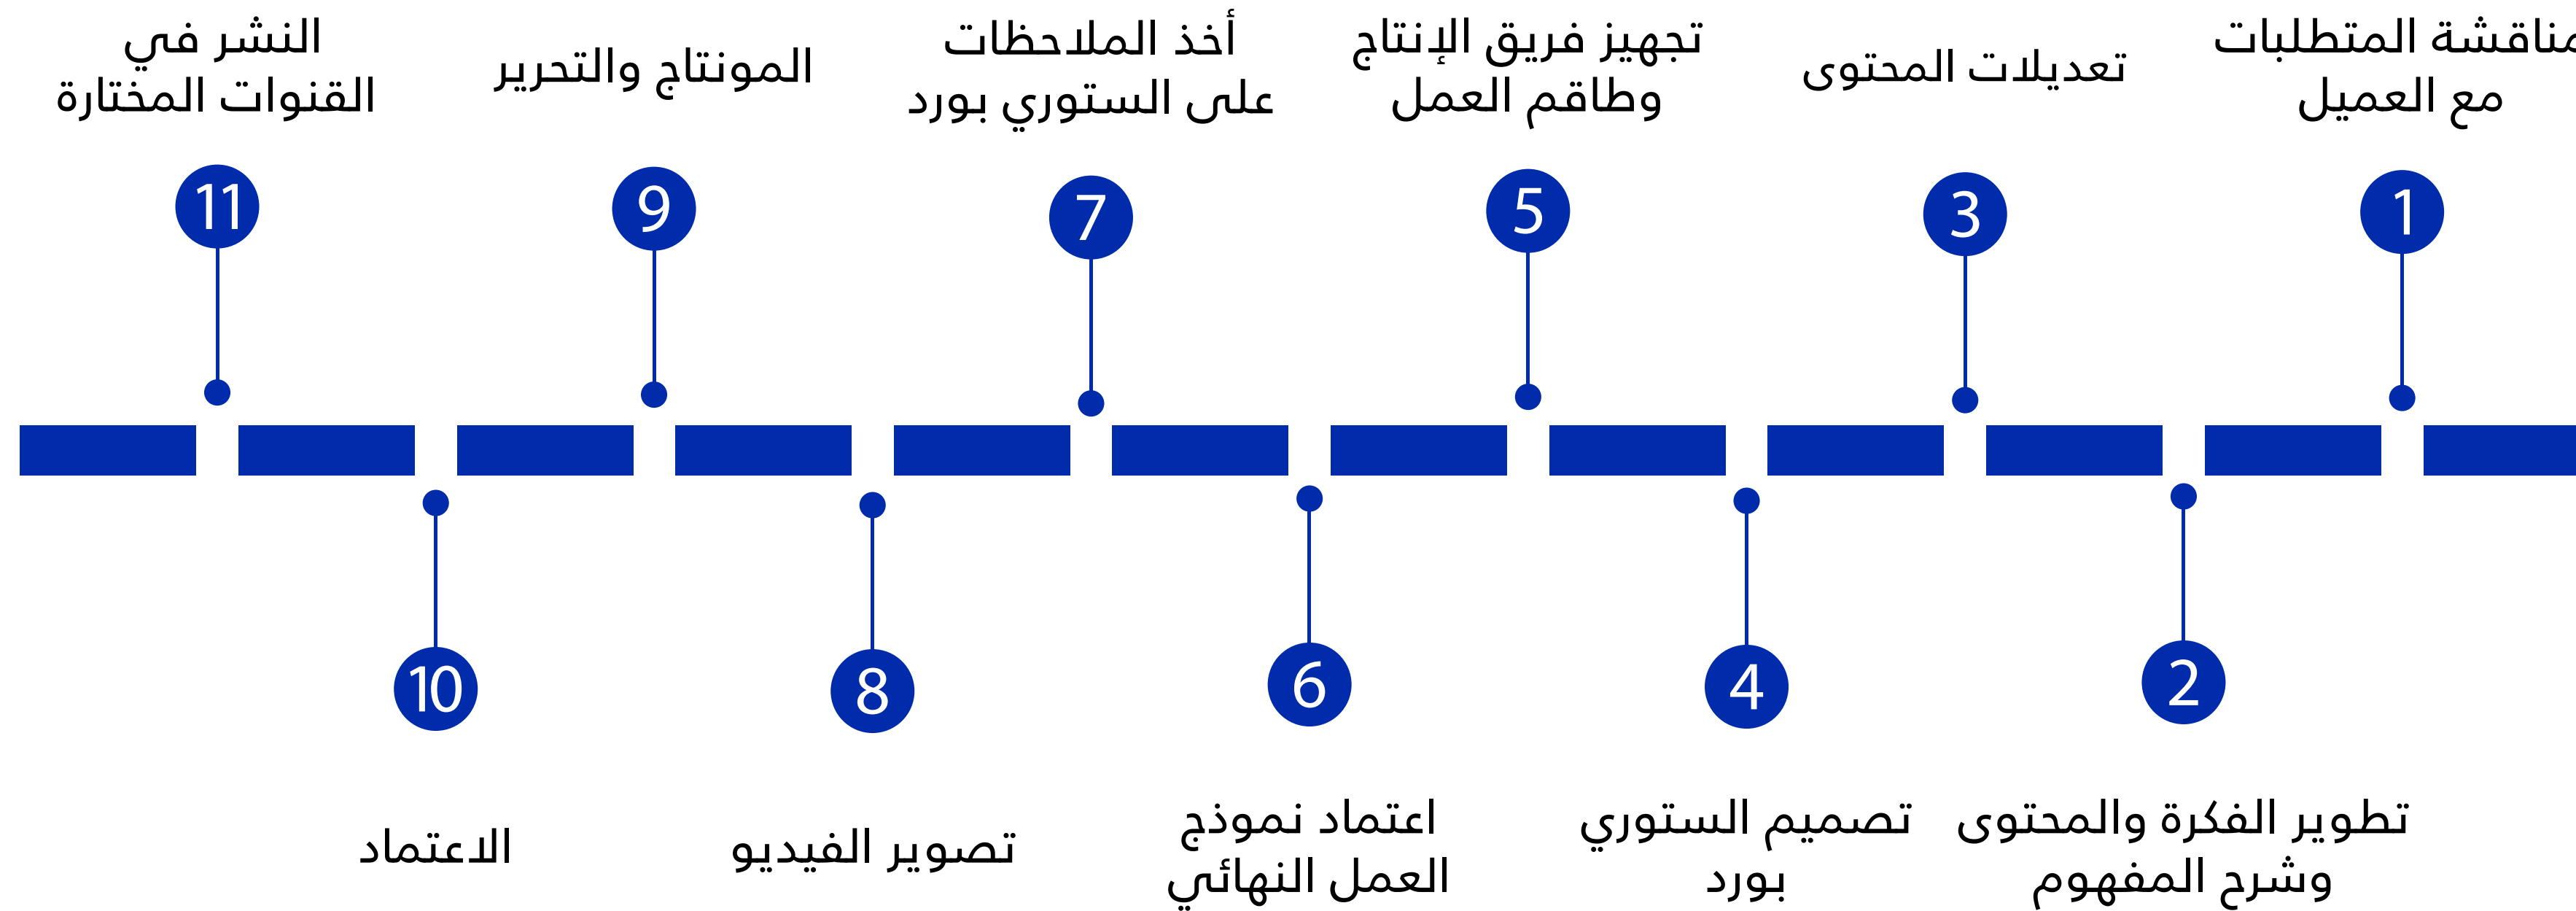 مناقشة المتطلبات
مع العميل
1
2
تطوير الفكرة والمحتوى
وشرح المفهوم
تعديلات المحتوى
3
4
تصميم الستوري
بورد
تجهيز فريق الإنتاج
وطاقم العمل
5
6
اعتماد نموذج
العمل النهائي
أخذ الملاحظات
على الستوري بورد
7
8
تصوير الفيديو
المونتاج والتحرير
9
10
الاعتماد
النشر في
القنوات المختارة
11